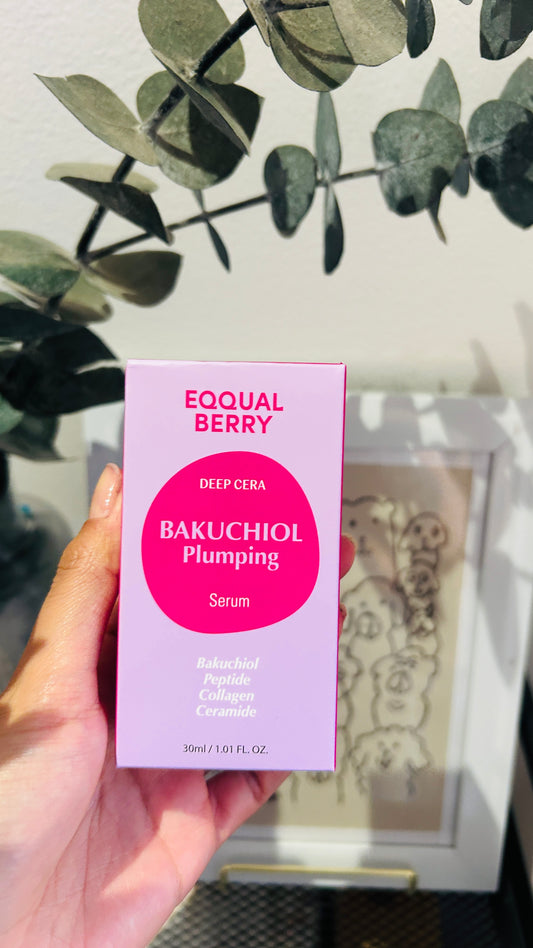 EQQUAL
BERRY
DEEP CERA
BAKUCHIOL
Plumping
Serum
Bakuchiol
Peptide
Collagen
Ceramide
30ml / 1.01 FL. OZ.